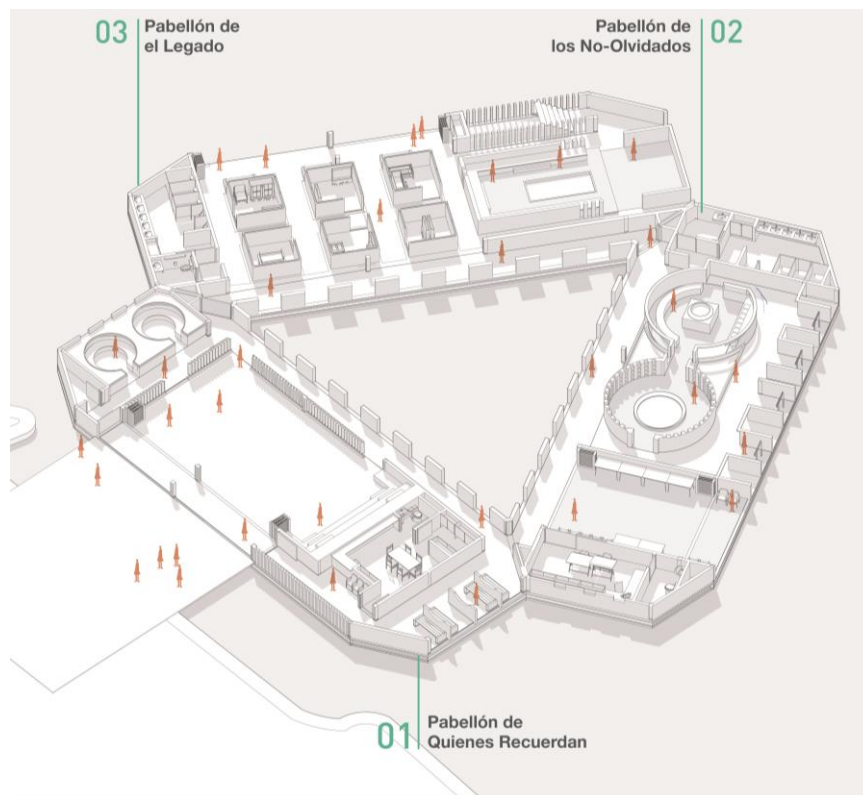 03
Pabellón de
el Legado
Pabellón de
los No-Olvidados
02
01
Pabellón de
Quienes Recuerdan